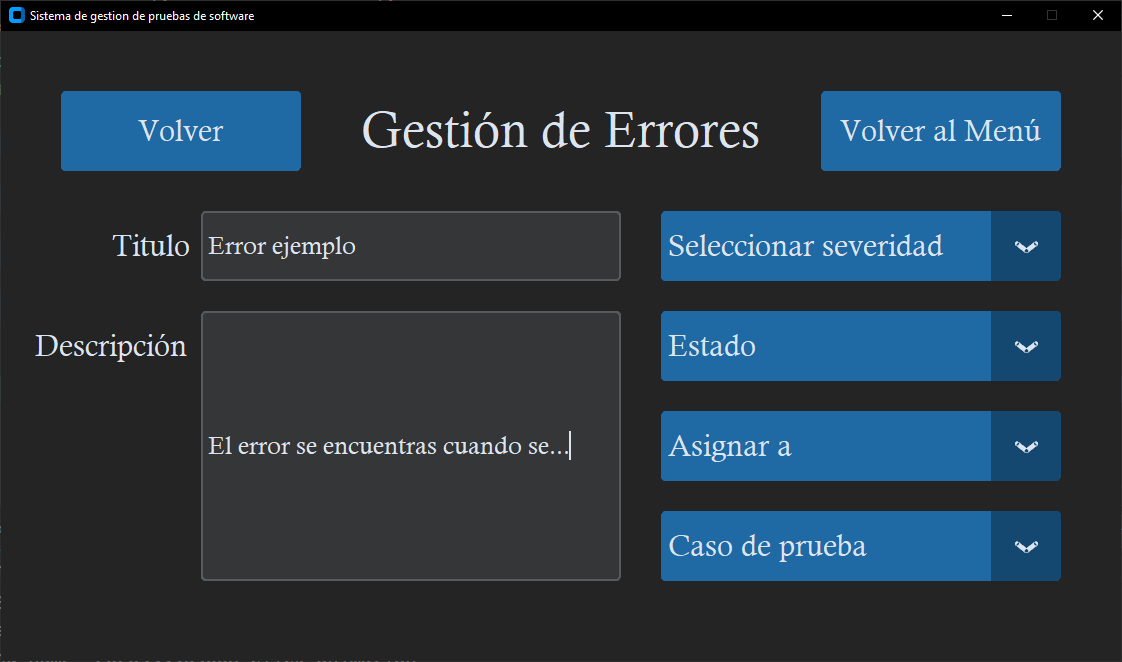 Sistema de gestion de pruebas de software
Volver
Gestión de Errores
Volver al Menú
Titulo
Error ejemplo
Seleccionar severidad
Descripción
El error se encuentras cuando se...
Estado
Asignar a
Caso de prueba